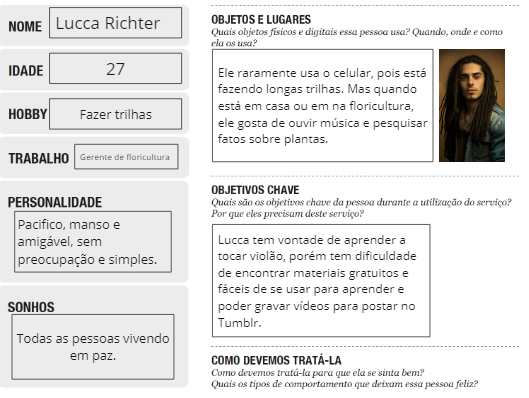 NOME Lucca Richter
IDADE 27
HOBBY Fazer trilhas
TRABALHO Gerente de floricultura
PERSONALIDADE
Pacifico, manso e
amigável, sem
preocupação e simples.
SONHOS
Todas as pessoas vivendo
em paz.
OBJETOS E LUGARES
Quais objetos físicos e digitais essa pessoa usa? Quando, onde e como
ela os usa?
Ele raramente usa o celular, pois está
fazendo longas trilhas. Mas quando
está em casa ou em na floricultura,
ele gosta de ouvir música e pesquisar
fatos sobre plantas.
OBJETIVOS CHAVE
Quais são os objetivos chave da pessoa durante a utilização do serviço?
Por que eles precisam deste serviço?
Lucca tem vontade de aprender a
tocar violão, porém tem dificuldade
de encontrar materiais gratuitos e
fáceis de se usar para aprender e
poder gravar vídeos para postar no
Tumblr.
COMO DEVEMOS TRATÁ-LA
Como devemos tratá-la para que ela se sinta bem?
Quais os tipos de comportamento que deixam essa pessoa feliz?